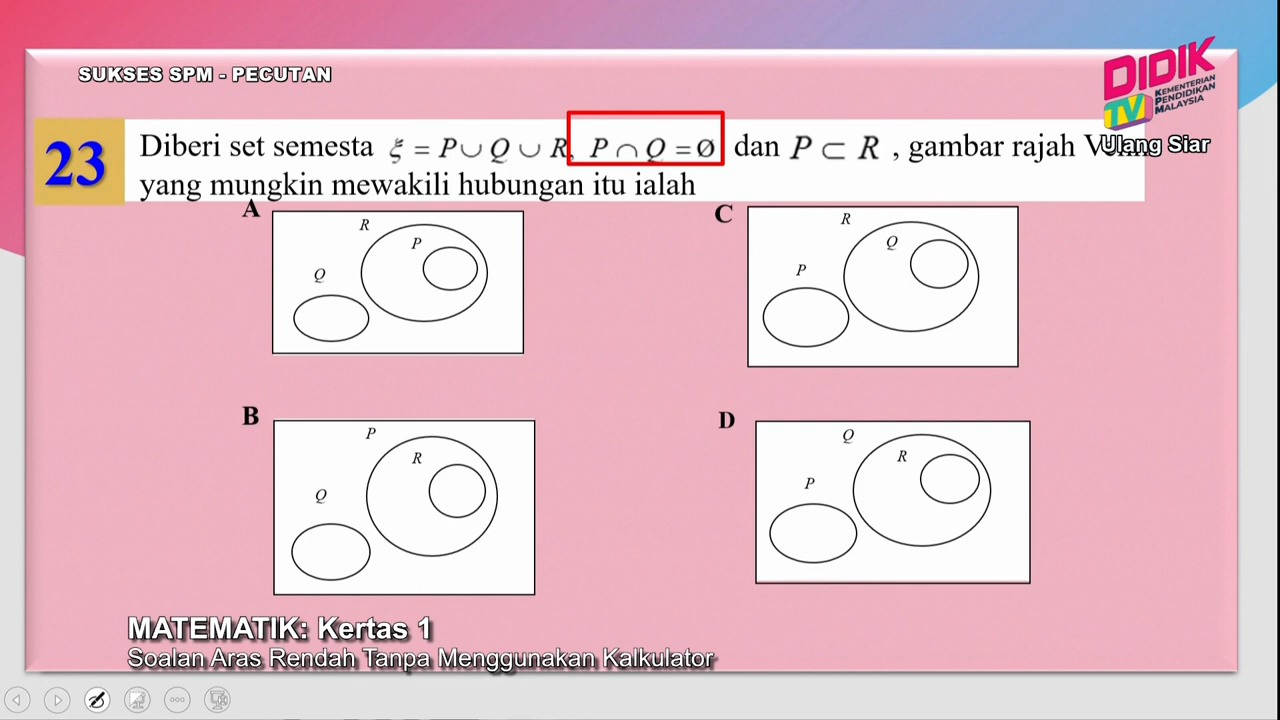 SUKSES SPM - PECUTAN
DIDIK
TV
KEMENTERIAN
PENDIDIKAN
MALAYSIA
Ulang Siar
23
Diberi set semesta ξ = P ∪ Q ∪ R, P ∩ Q = Ø dan P ⊂ R , gambar rajah
yang mungkin mewakili hubungan itu ialah
A
R
P
Q
C
R
Q
P
B
P
R
Q
D
Q
R
P
MATEMATIK: Kertas 1
Soalan Aras Rendah Tanpa Menggunakan Kalkulator